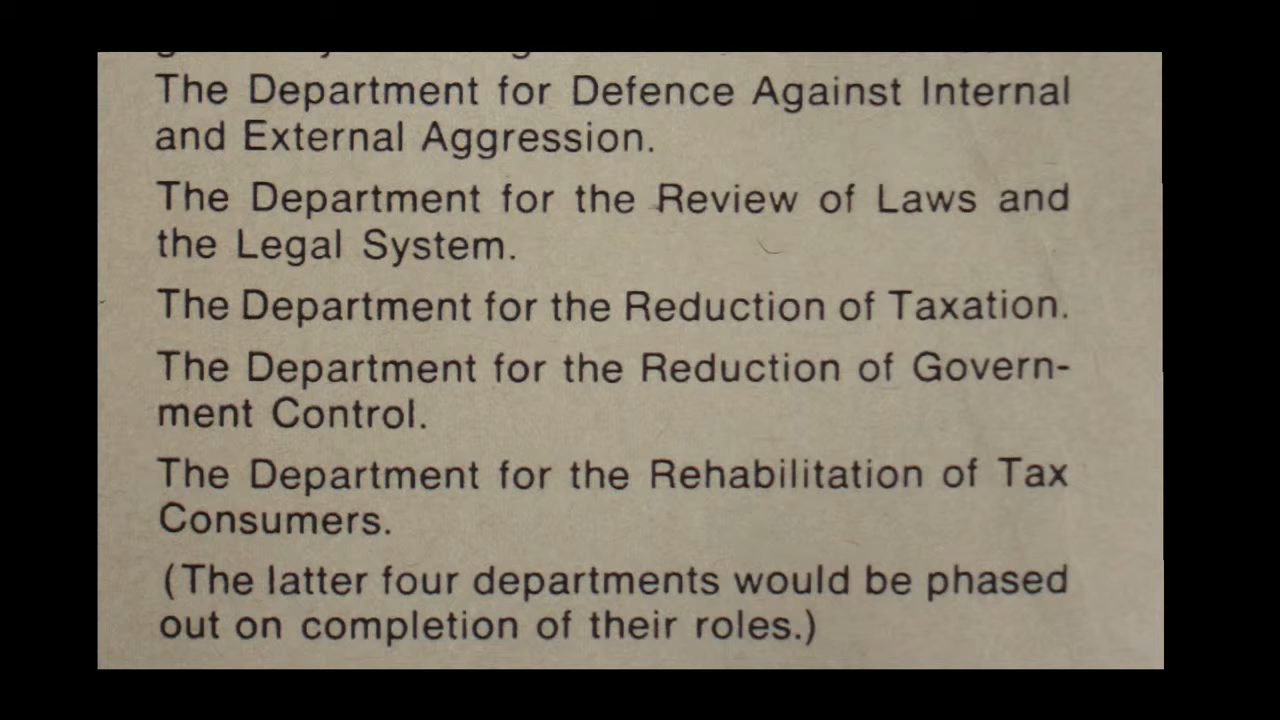 The Department for Defence Against Internal
and External Aggression.
The Department for the Review of Laws and
the Legal System.
The Department for the Reduction of Taxation.
The Department for the Reduction of Govern-
ment Control.
The Department for the Rehabilitation of Tax
Consumers.
(The latter four departments would be phased
out on completion of their roles.)